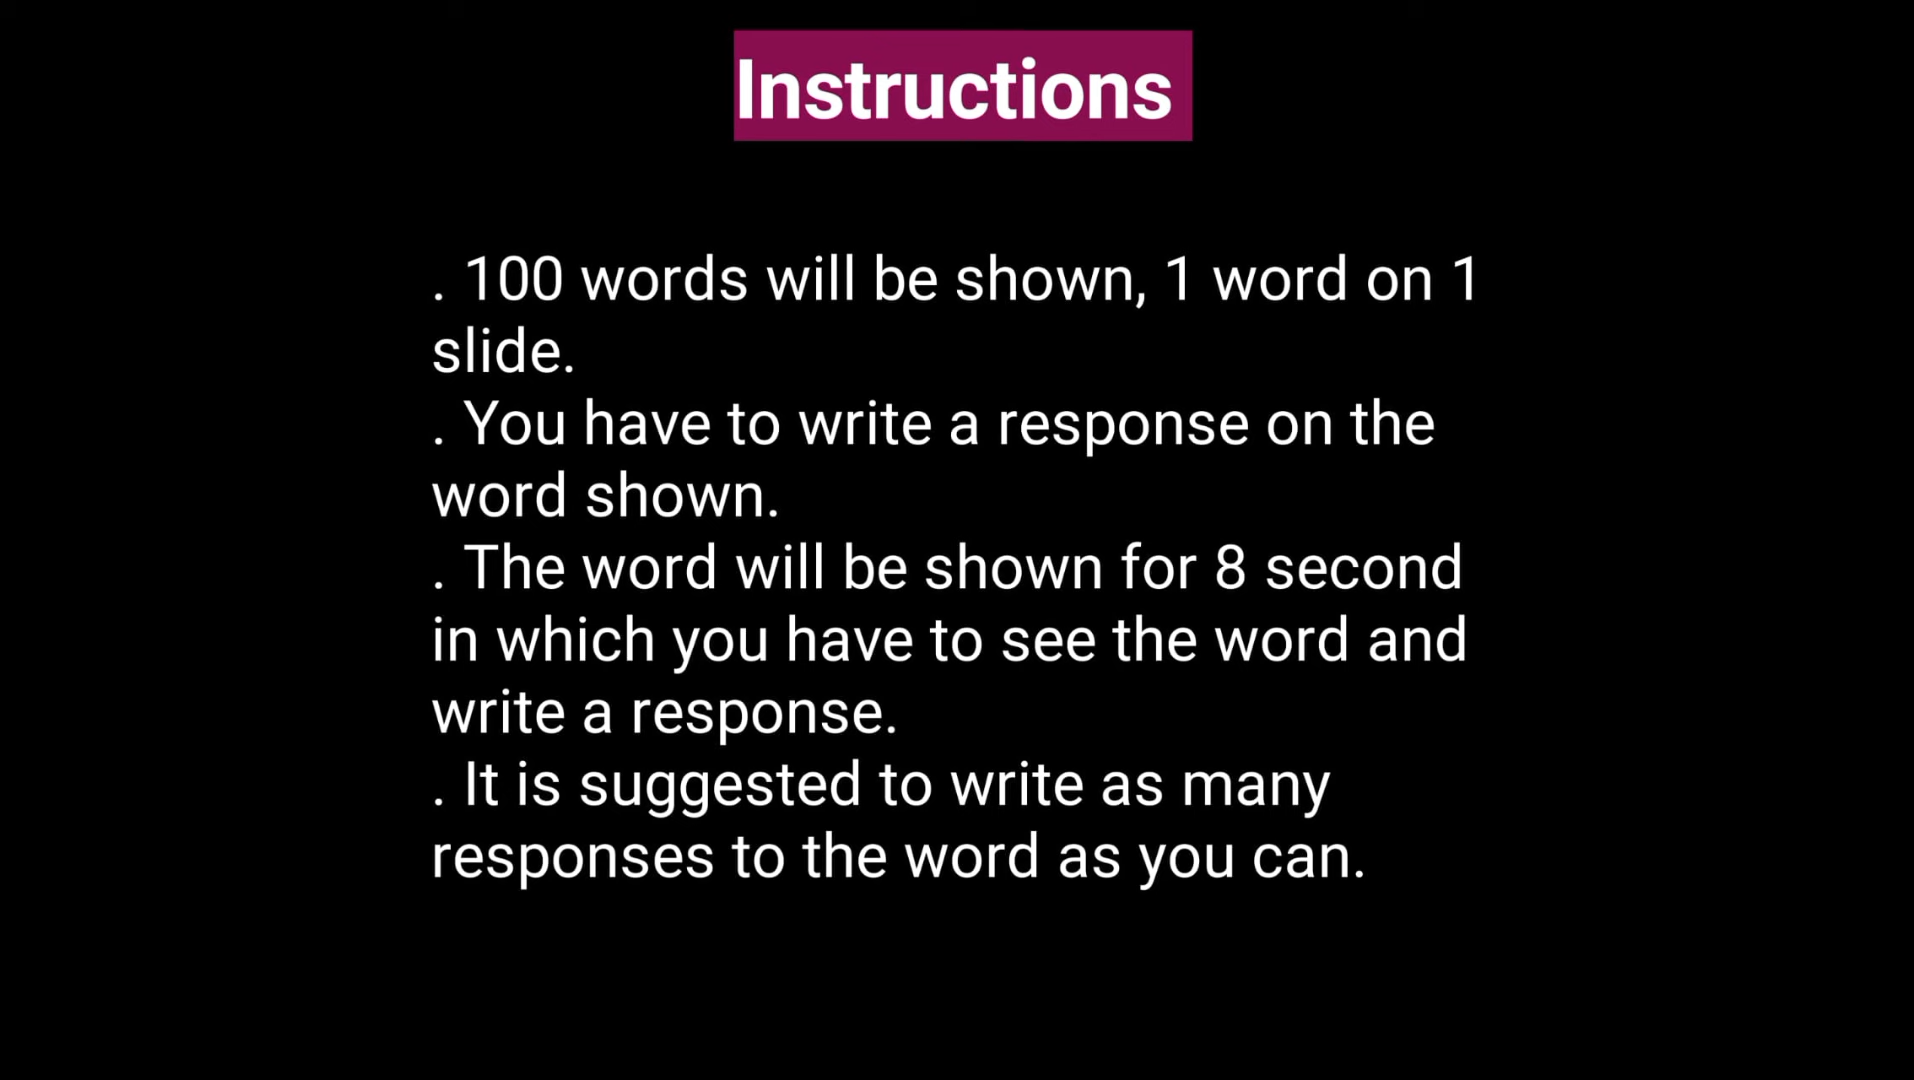 Instructions
. 100 words will be shown, 1 word on 1
slide.
. You have to write a response on the
word shown.
. The word will be shown for 8 second
in which you have to see the word and
write a response.
. It is suggested to write as many
responses to the word as you can.